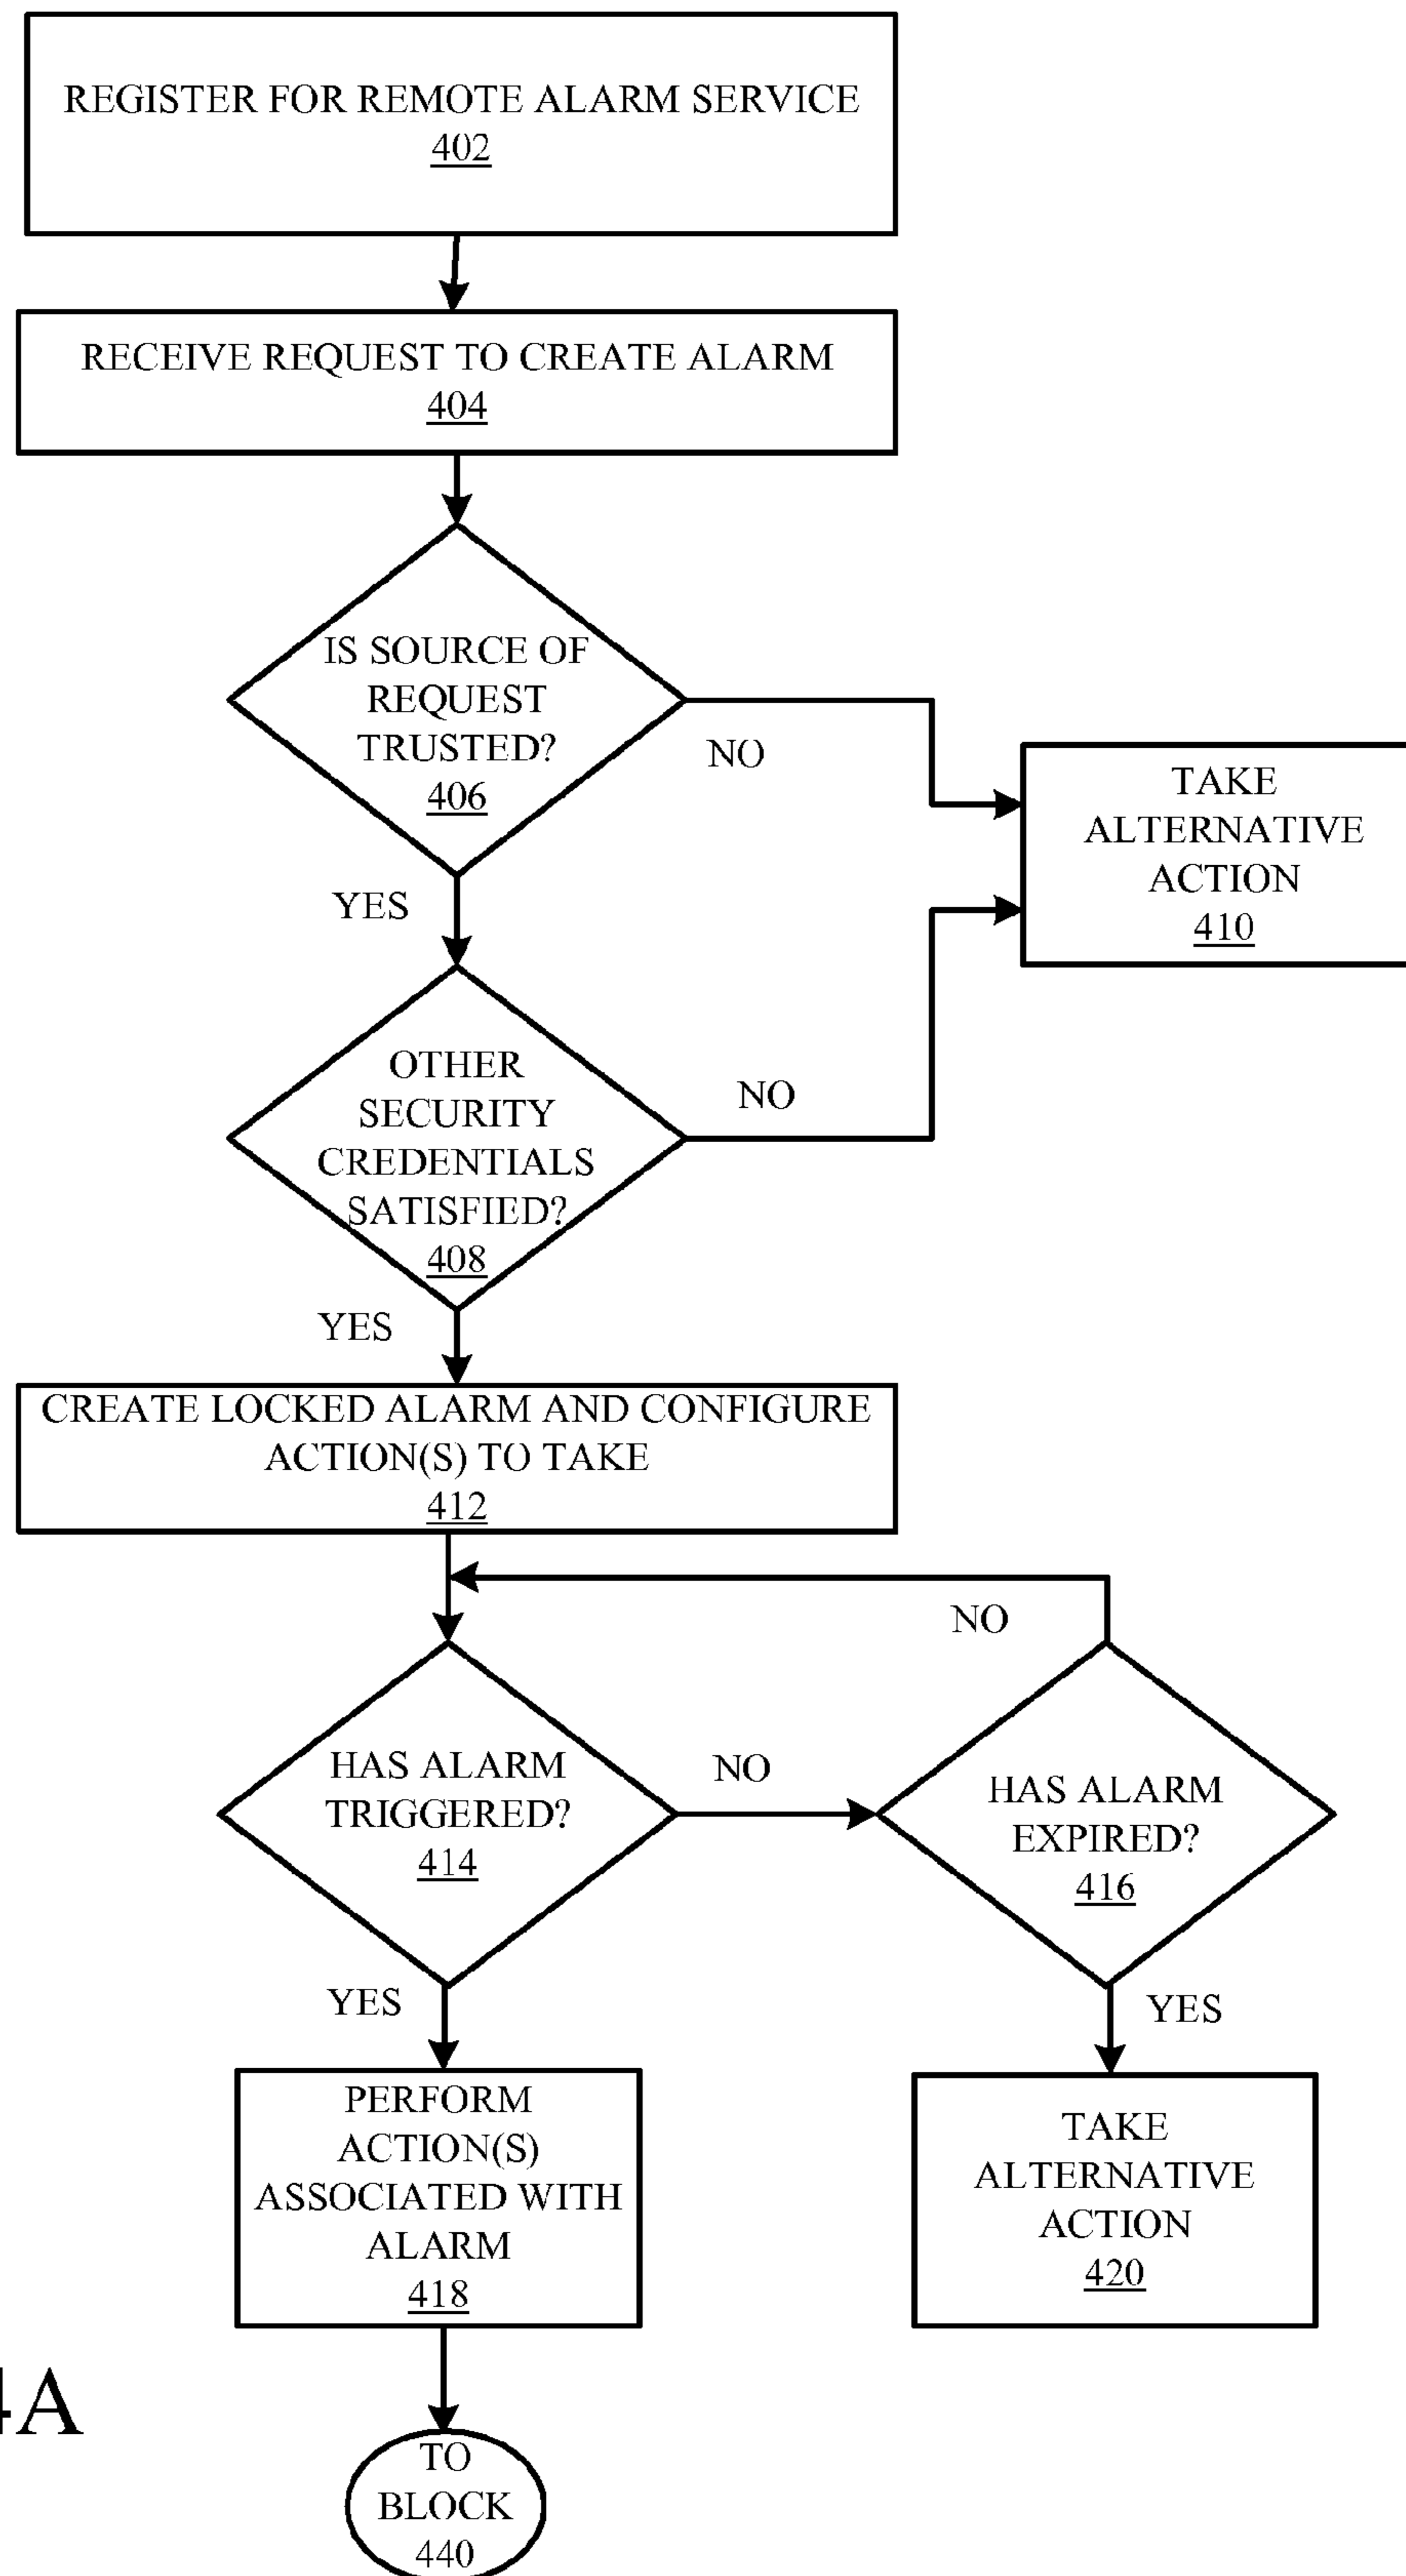 REGISTER FOR REMOTE ALARM SERVICE
402
RECEIVE REQUEST TO CREATE ALARM
404
IS SOURCE OF
REQUEST
TRUSTED?
406
NO
TAKE
ALTERNATIVE
ACTION
410
YES
OTHER
SECURITY
CREDENTIALS
SATISFIED?
408
NO
YES
CREATE LOCKED ALARM AND CONFIGURE
ACTION(S) TO TAKE
412
NO
HAS ALARM
TRIGGERED?
414
NO
HAS ALARM
EXPIRED?
416
YES
YES
PERFORM
ACTION(S)
ASSOCIATED WITH
ALARM
418
TAKE
ALTERNATIVE
ACTION
420
4A
TO
BLOCK
440